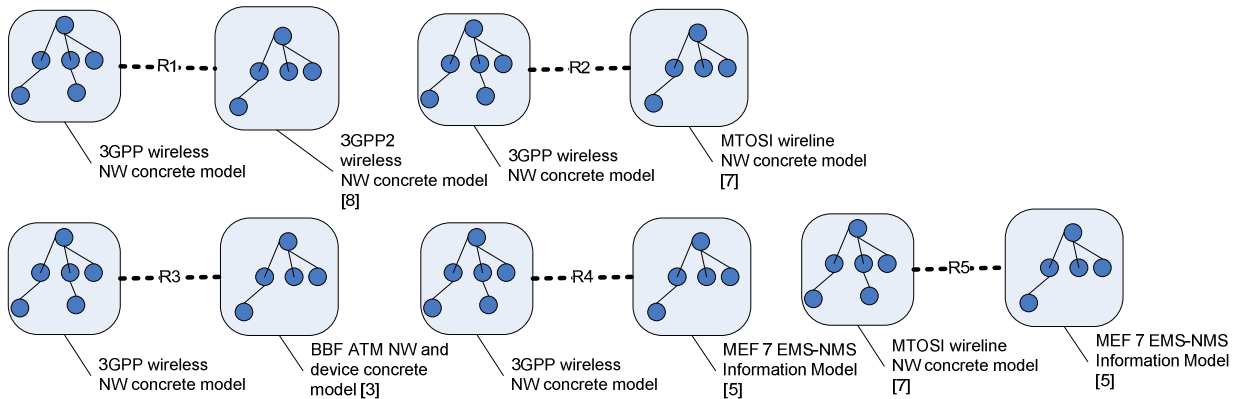 R1
R2
3GPP wireless
NW concrete model
3GPP2
wireless
NW concrete model
[8]
3GPP wireless
NW concrete model
MTOSI wireline
NW concrete model
[7]
R3
R4
R5
3GPP wireless
NW concrete model
BBF ATM NW and
device concrete
model [3]
3GPP wireless
NW concrete model
MEF 7 EMS-NMS
Information Model
[5]
MTOSI wireline
NW concrete model
[7]
MEF 7 EMS-NMS
Information Model
[5]